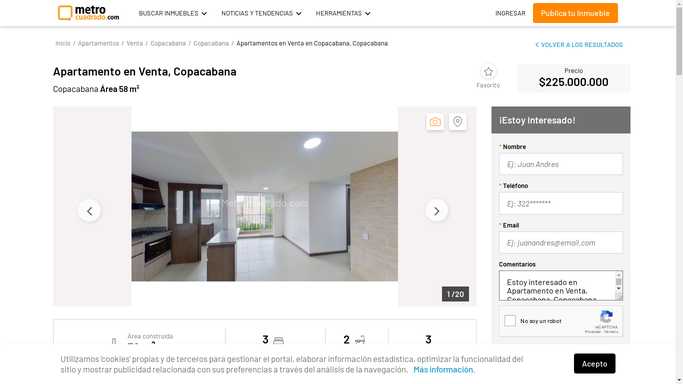 metro
cuadrado.com
BUSCAR INMUEBLES
NOTICIAS Y TENDENCIAS
HERRAMIENTAS
INGRESAR
Publica tu Inmueble
Inicio / Apartamentos / Venta / Copacabana / Copacabana / Apartamentos en Venta en Copacabana, Copacabana
VOLVER A LOS RESULTADOS
Apartamento en Venta, Copacabana
Copacabana Área 58 m²
Favorito
Precio
$225.000.000
¡Estoy Interesado!
* Nombre
Ej: Juan Andres
* Teléfono
Ej: 322*******
* Email
Ej: juanandres@email.com
Comentarios
Estoy interesado en
Apartamento en Venta,
Copacabana, Copacabana
No soy un robot
reCAPTCHA
Privacidad - Términos
1 / 20
Área construida
3
2
3
Utilizamos 'cookies' propias y de terceros para gestionar el portal, elaborar información estadística, optimizar la funcionalidad del
sitio y mostrar publicidad relacionada con sus preferencias a través del análisis de la navegación. Más información.
Acepto